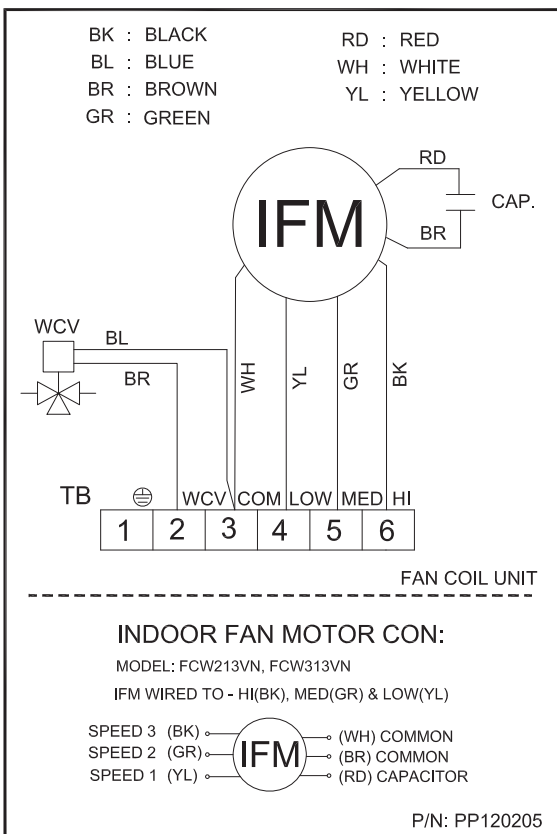 BK : BLACK
BL : BLUE
BR : BROWN
GR : GREEN
RD : RED
WH : WHITE
YL : YELLOW
RD
IFM
CAP.
BR
WCV
BL
BR
WH
YL
GR
BK
TB
WCV COM LOW MED HI
1 2 3 4 5 6
FAN COIL UNIT
INDOOR FAN MOTOR CON:
MODEL: FCW213VN, FCW313VN
IFM WIRED TO - HI(BK), MED(GR) & LOW(YL)
SPEED 3 (BK)
SPEED 2 (GR)
SPEED 1 (YL)
IFM
(WH) COMMON
(BR) COMMON
(RD) CAPACITOR
P/N: PP120205